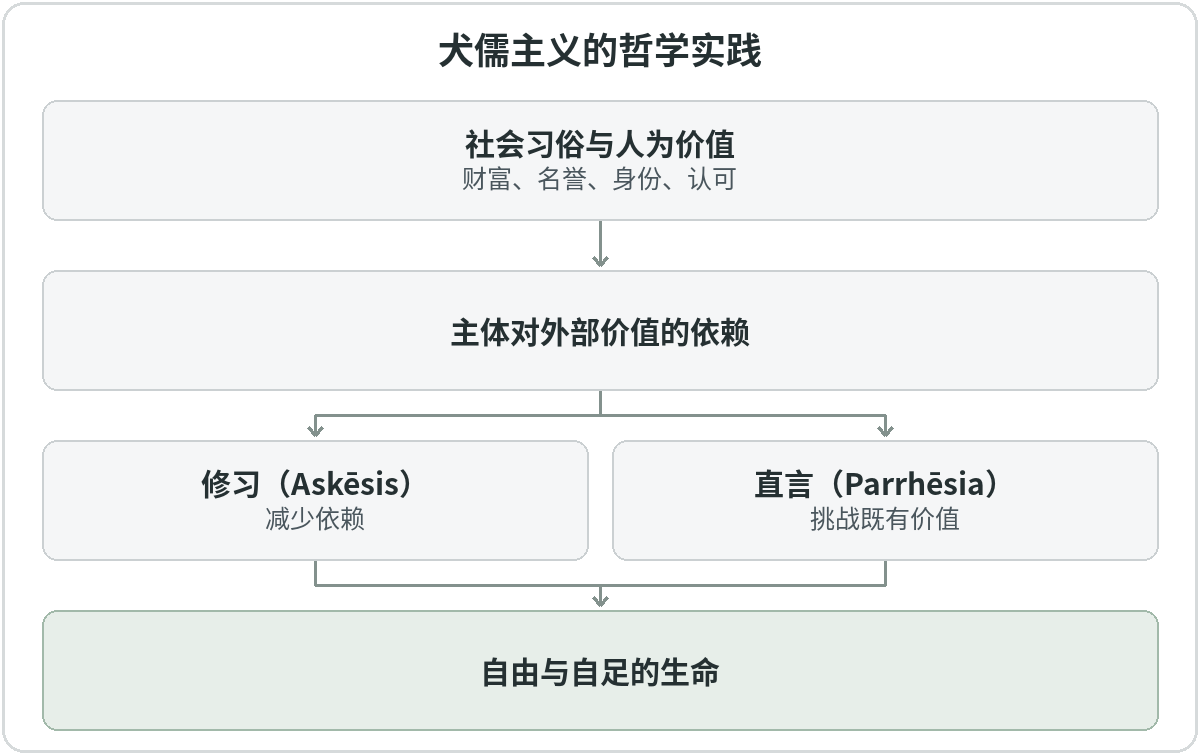 犬儒主义的哲学实践
社会习俗与人为价值
财富、名誉、身份、认可
主体对外部价值的依赖
修习（Askēsis）
减少依赖
直言（Parrhēsia）
挑战既有价值
自由与自足的生命